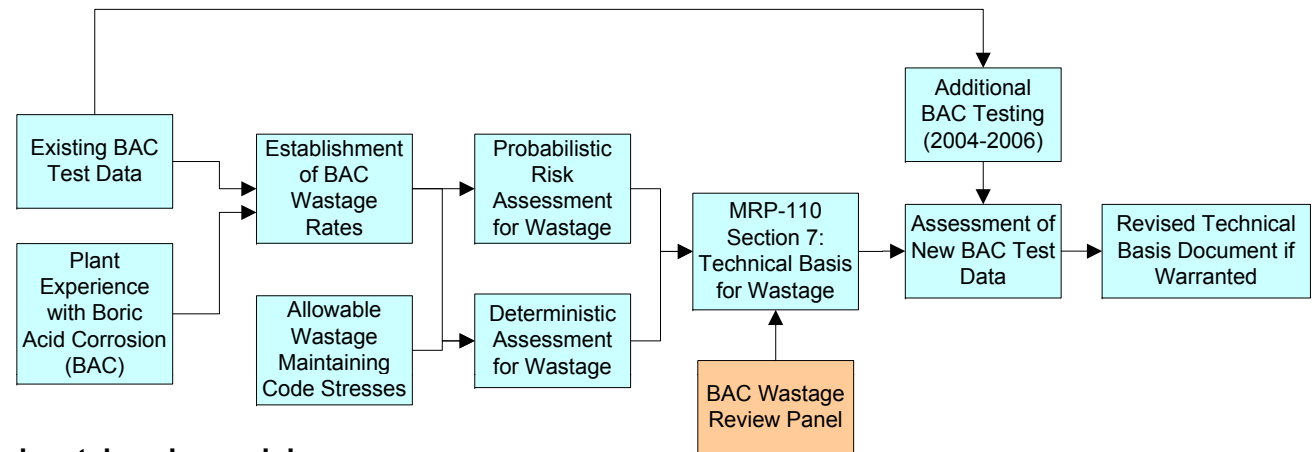 Existing BAC
Test Data
Plant
Experience
with Boric
Acid Corrosion
(BAC)
Establishment
of BAC
Wastage
Rates
Allowable
Wastage
Maintaining
Code Stresses
Probabilistic
Risk
Assessment
for Wastage
Deterministic
Assessment
for Wastage
MRP-110
Section 7:
Technical Basis
for Wastage
BAC Wastage
Review Panel
Additional
BAC Testing
(2004-2006)
Assessment of
New BAC Test
Data
Revised Technical
Basis Document if
Warranted